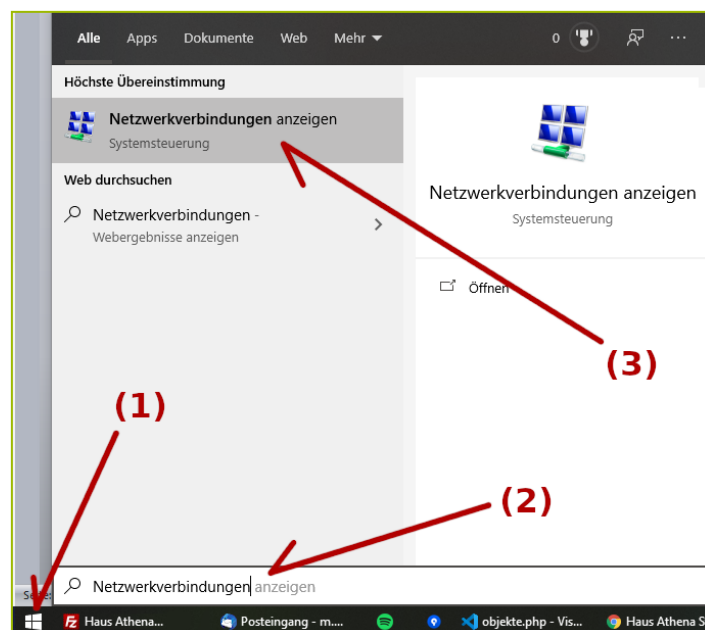 Alle Apps Dokumente Web Mehr 0 ...
Höchste Übereinstimmung
Netzwerkverbindungen anzeigen
Systemsteuerung
Web durchsuchen
Netzwerkverbindungen -
Webergebnisse anzeigen
Netzwerkverbindungen anzeigen
Systemsteuerung
Öffnen
(3)
(1)
(2)
Netzwerkverbindungen anzeigen
Haus Athena... Posteingang - m.... objekte.php - Vis... Haus Athena S